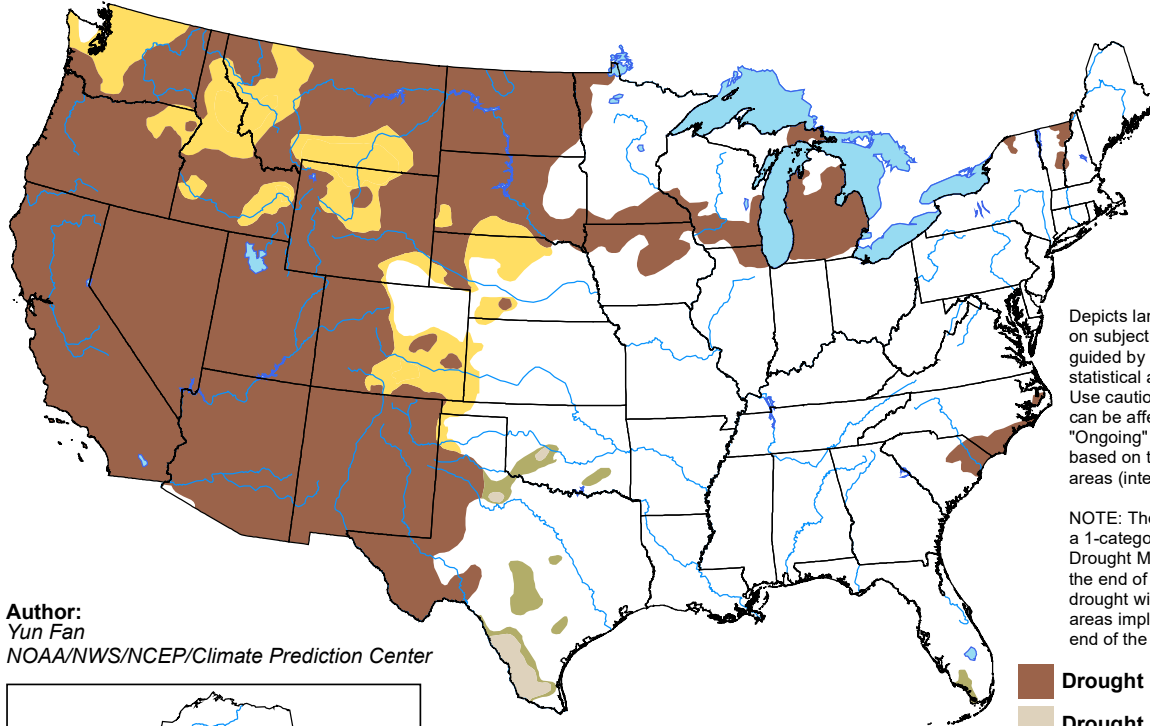 Depicts lar
on subject
guided by
statistical a
Use cautio
can be affe
"Ongoing"
based on t
areas (inte
NOTE: The
a 1-catego
Drought M
the end of
drought wi
areas impl
end of the
Author:
Yun Fan
NOAA/NWS/NCEP/Climate Prediction Center
Drought
Drought